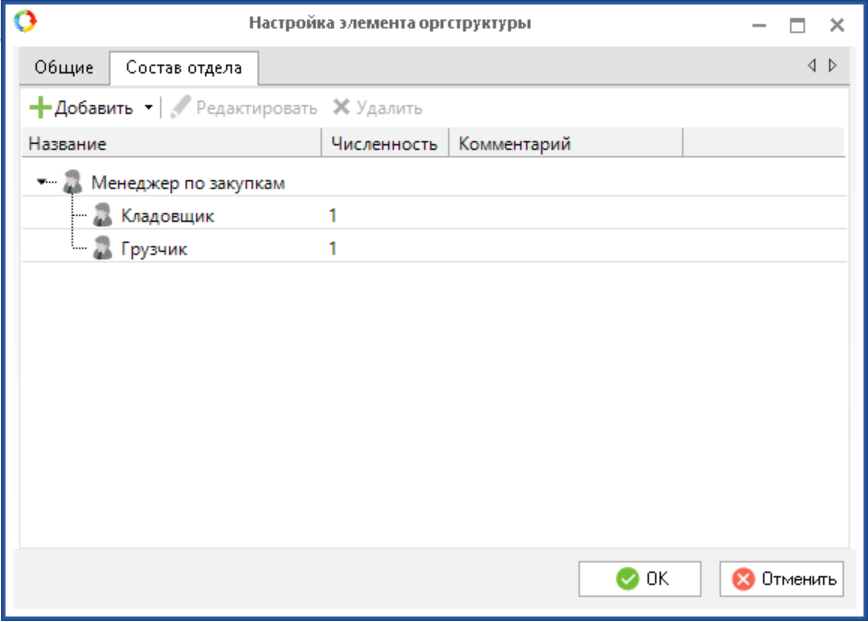 Настройка элемента оргструктуры
Общие Состав отдела
Добавить Редактировать Удалить
Название Численность Комментарий
Менеджер по закупкам
Кладовщик 1
Грузчик 1
OK Отменить